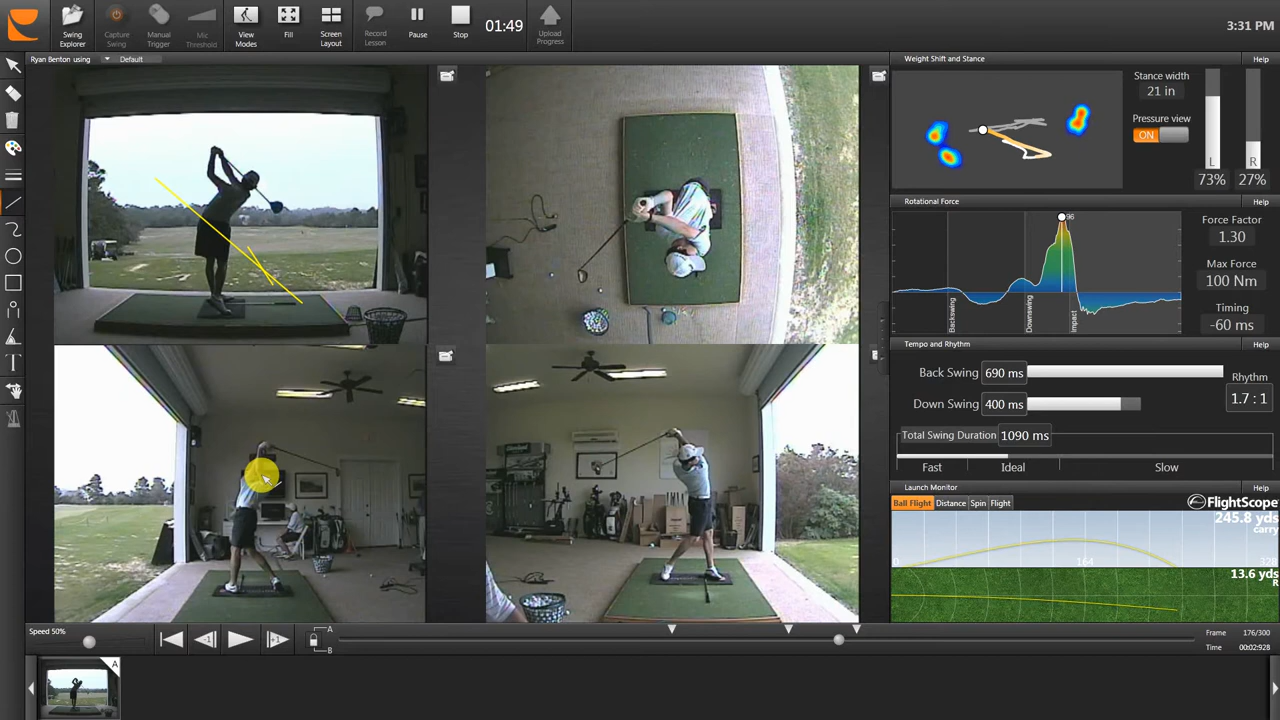 Swing Explorer
Capture Swing
Manual Trigger
Mic Threshold
View Modes
Fill
Screen Layout
Record Lesson
Pause
Stop
01:49
Upload Progress
3:31 PM
Ryan Benton using
Default
Weight Shift and Stance
Help
Stance width
21 in
Pressure view
ON
L
R
73%
27%
Rotational Force
Help
96
Backswing
Downswing
Impact
Force Factor
1.30
Max Force
100 Nm
Timing
-60 ms
Tempo and Rhythm
Help
Back Swing 690 ms
Down Swing 400 ms
Rhythm
1.7 : 1
Total Swing Duration 1090 ms
Fast Ideal Slow
Launch Monitor
Help
Ball Flight Distance Spin Flight
FlightScope
245.8 yds
carry
0 164 328
13.6 yds
R
Speed 50%
-1
+1
A
B
Frame 176/300
Time 00:02:928
A
T